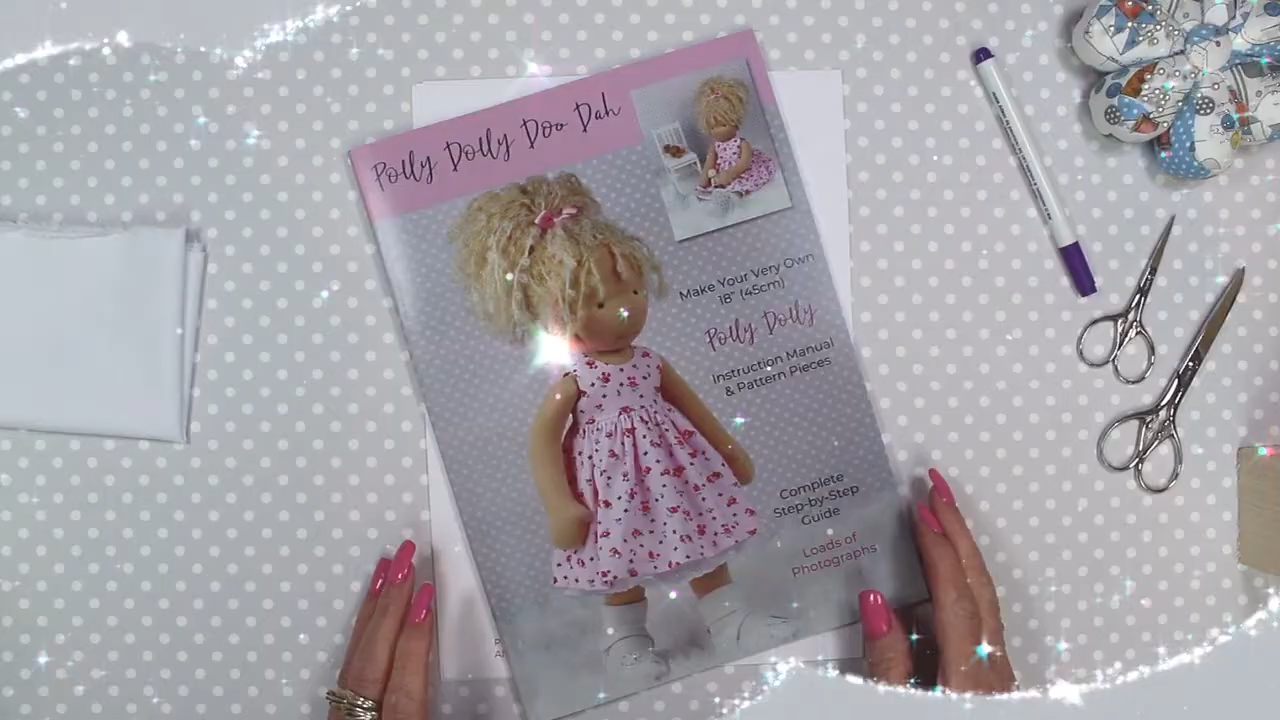 Polly Dolly Doo Dah
Make Your Very Own
18" (45cm)
Polly Dolly
Instruction Manual
& Pattern Pieces
Complete
Step-by-Step
Guide
Loads of
Photographs